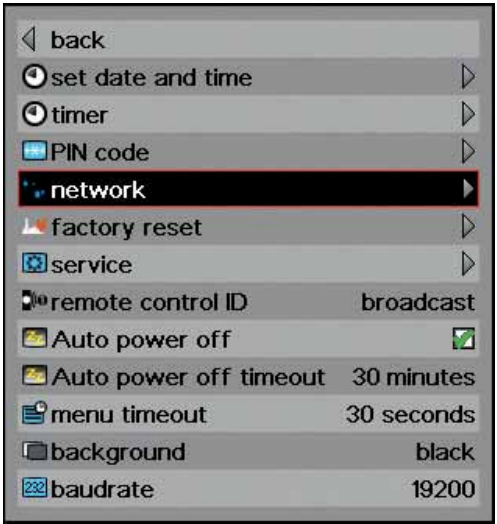 back
set date and time
timer
PIN code
network
factory reset
service
remote control ID broadcast
Auto power off
Auto power off timeout 30 minutes
menu timeout 30 seconds
background black
232 baudrate 19200